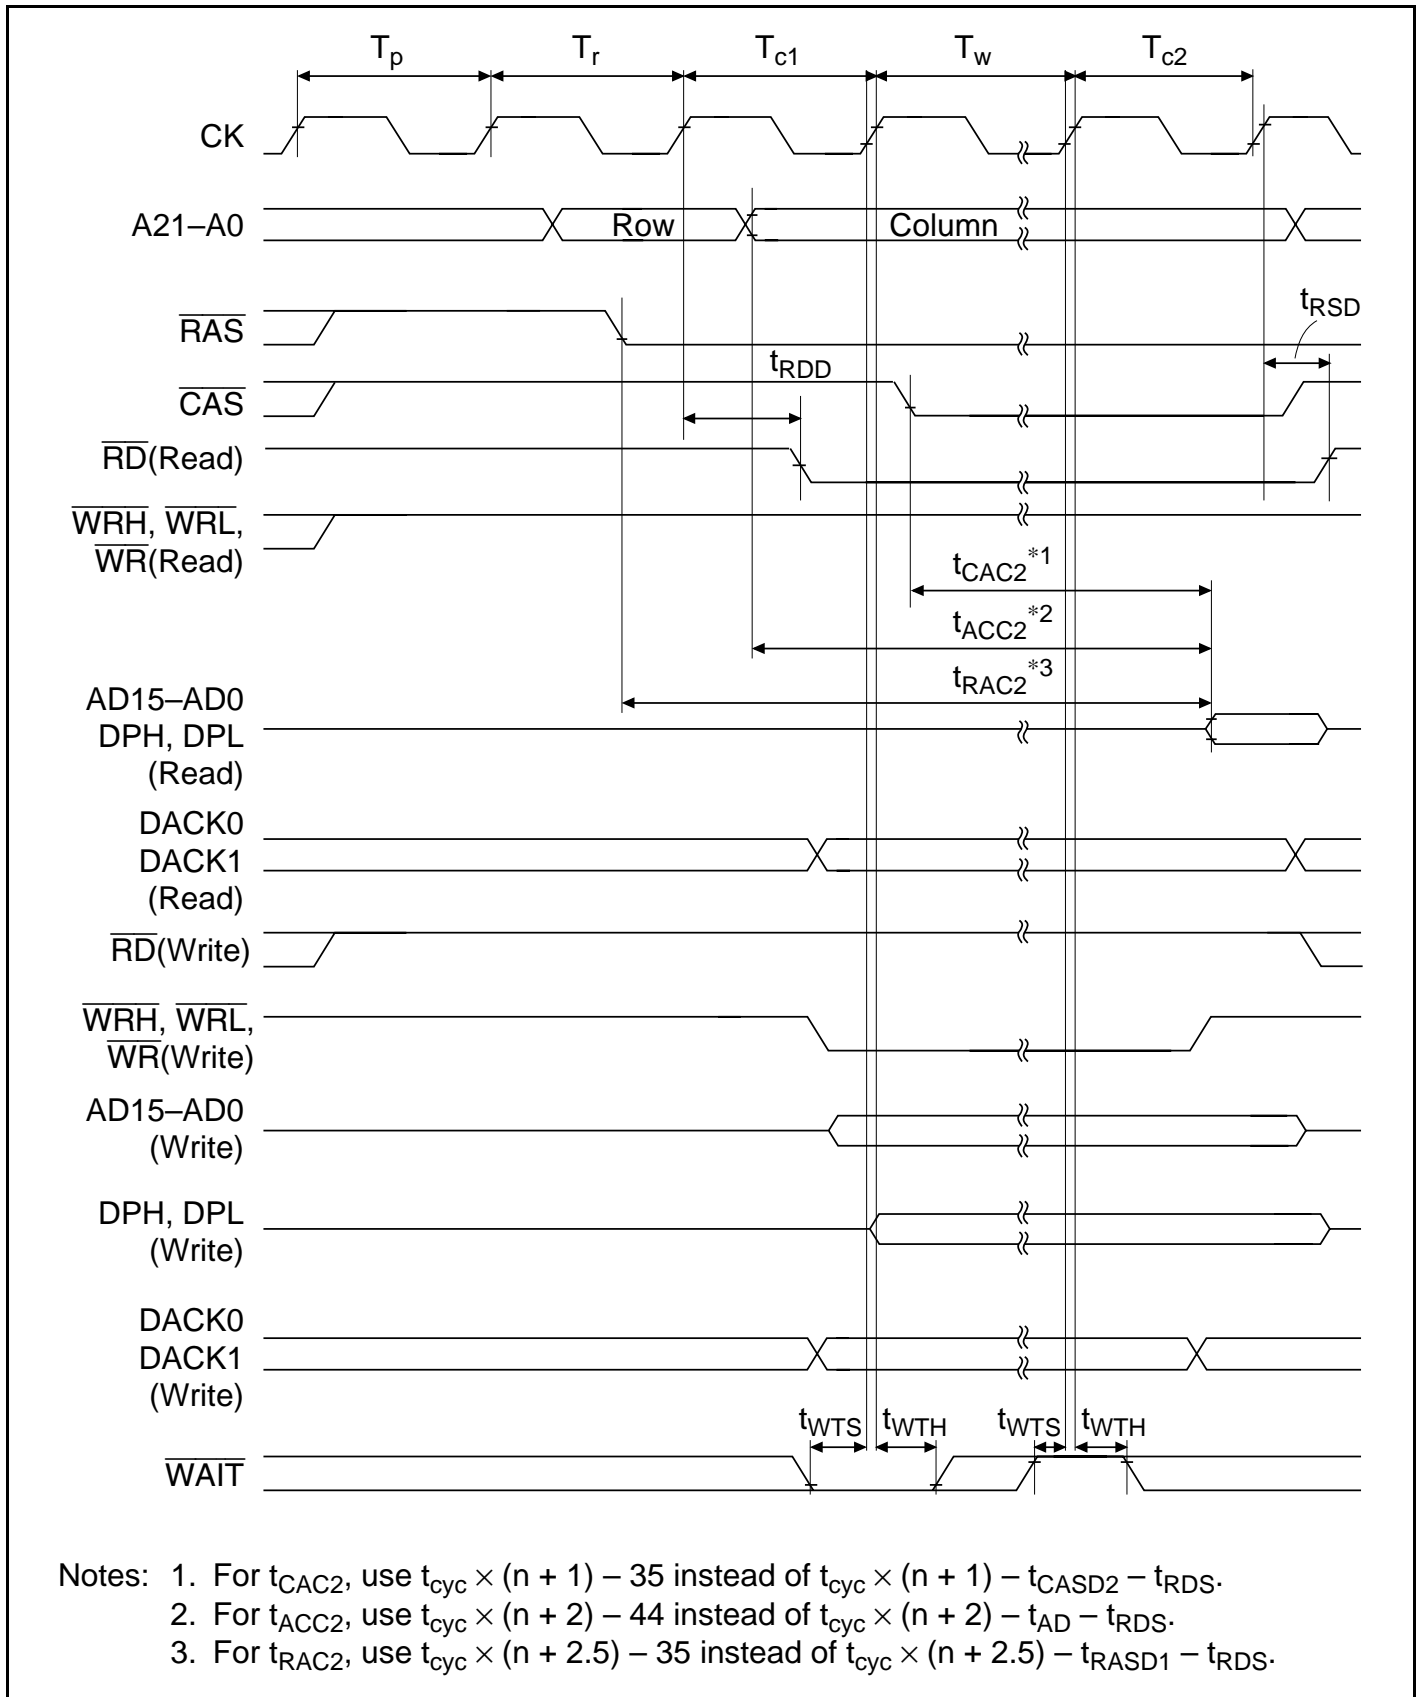 Tp Tr Tc1 Tw Tc2
CK
A21–A0 Row Column
RAS tRSD
tRDD
CAS
RD(Read)
WRH, WRL,
WR(Read)
tCAC2*1
tACC2*2
tRAC2*3
AD15–AD0
DPH, DPL
(Read)
DACK0
DACK1
(Read)
RD(Write)
WRH, WRL,
WR(Write)
AD15–AD0
(Write)
DPH, DPL
(Write)
DACK0
DACK1
(Write)
tWTS tWTH tWTS tWTH
WAIT
Notes: 1. For tCAC2, use tcyc × (n + 1) – 35 instead of tcyc × (n + 1) – tCASD2 – tRDS.
2. For tACC2, use tcyc × (n + 2) – 44 instead of tcyc × (n + 2) – tAD – tRDS.
3. For tRAC2, use tcyc × (n + 2.5) – 35 instead of tcyc × (n + 2.5) – tRASD1 – tRDS.